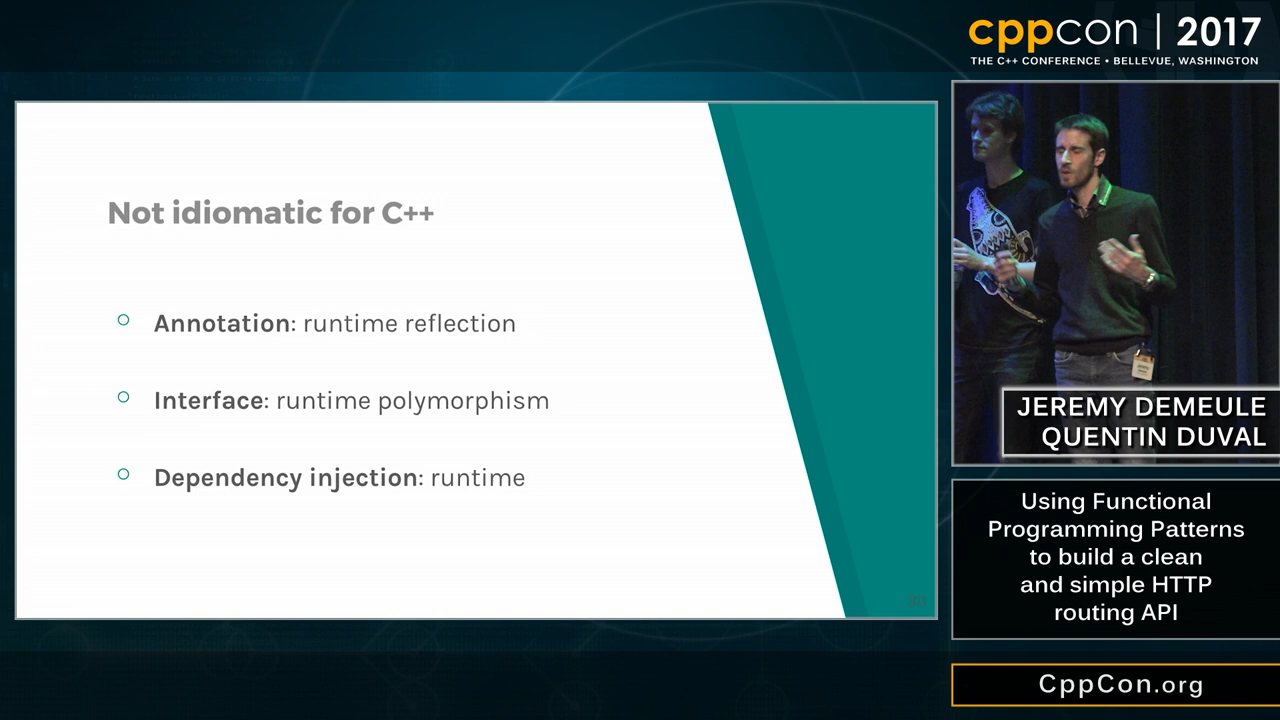 cppcon | 2017
THE C++ CONFERENCE • BELLEVUE, WASHINGTON
Not idiomatic for C++
Annotation: runtime reflection
Interface: runtime polymorphism
Dependency injection: runtime
JEREMY DEMEULE
QUENTIN DUVAL
Using Functional
Programming Patterns
to build a clean
and simple HTTP
routing API
CppCon.org